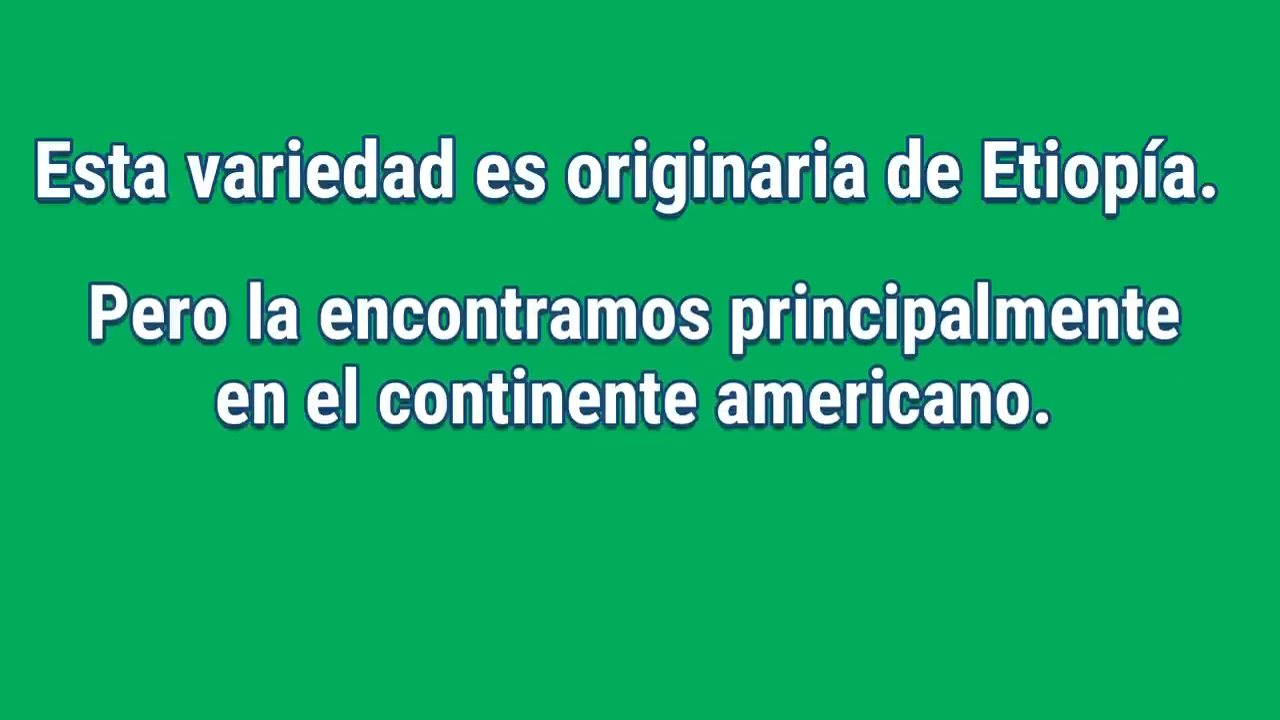 Esta variedad es originaria de Etiopía.
Pero la encontramos principalmente
en el continente americano.